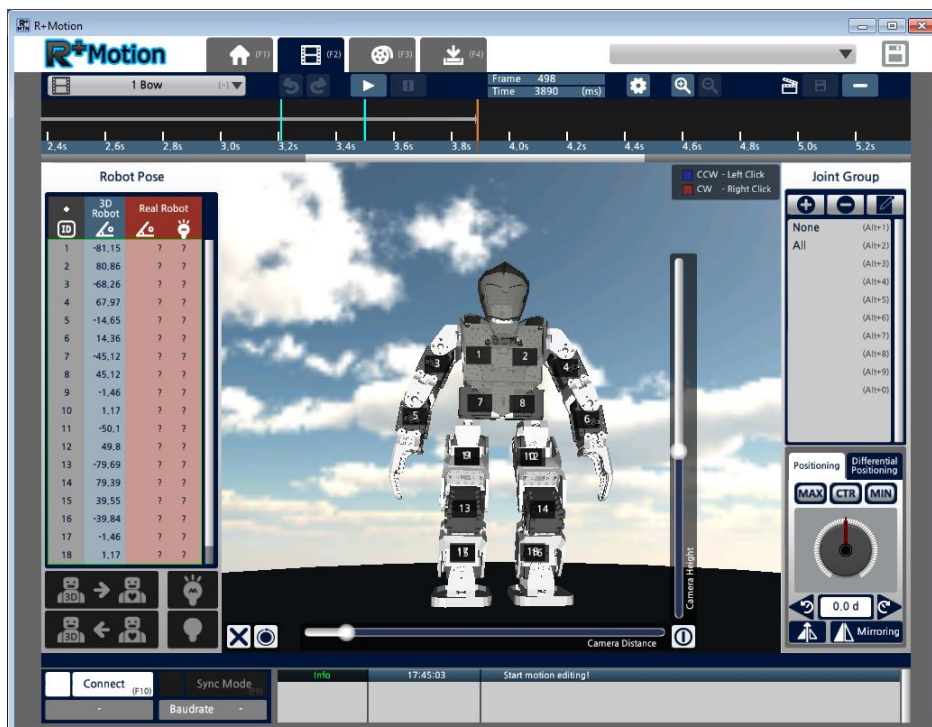 R+Motion
R+Motion (F1) (F2) (F3) (F4)
1 Bow (-) Frame 498
Time 3890 (ms)
2,4s 2,6s 2,8s 3,0s 3,2s 3,4s 3,6s 3,8s 4,0s 4,2s 4,4s 4,6s 4,8s 5,0s 5,2s
Robot Pose
3D Robot Real Robot
ID
1 -81,15 ? ?
2 80,86 ? ?
3 -68,26 ? ?
4 67,97 ? ?
5 -14,65 ? ?
6 14,36 ? ?
7 -45,12 ? ?
8 45,12 ? ?
9 -1,46 ? ?
10 1,17 ? ?
11 -50,1 ? ?
12 49,8 ? ?
13 -79,69 ? ?
14 79,39 ? ?
15 39,55 ? ?
16 -39,84 ? ?
17 -1,46 ? ?
18 1,17 ? ?
3D
3D
CCW - Left Click
CW - Right Click
1 2
3 4
7 8
5 6
13 14
Camera Height
Camera Distance
Joint Group
None (Alt+1)
All (Alt+2)
(Alt+3)
(Alt+4)
(Alt+5)
(Alt+6)
(Alt+7)
(Alt+8)
(Alt+9)
(Alt+0)
Positioning Differential Positioning
MAX CTR MIN
0.0 d
Mirroring
Connect (F10) Sync Mode
- Baudrate -
Info 17:45:03 Start motion editing!